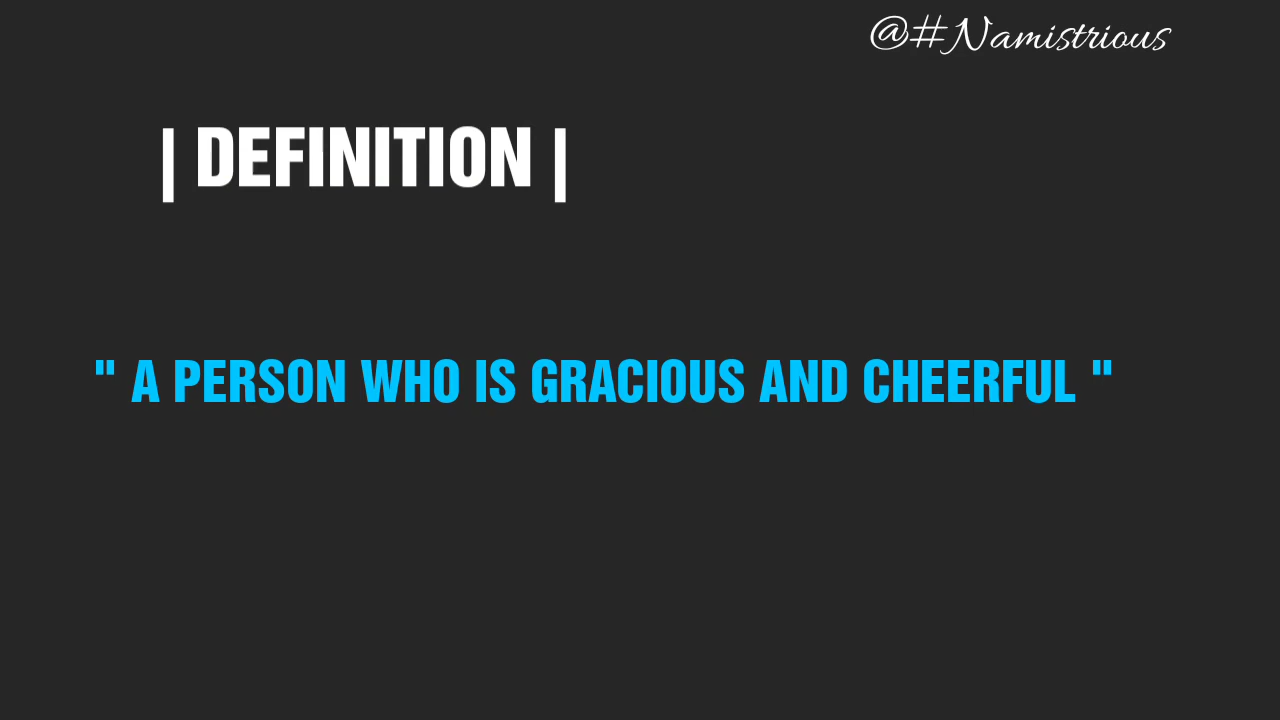 @#Namistrious
| DEFINITION |
" A PERSON WHO IS GRACIOUS AND CHEERFUL "